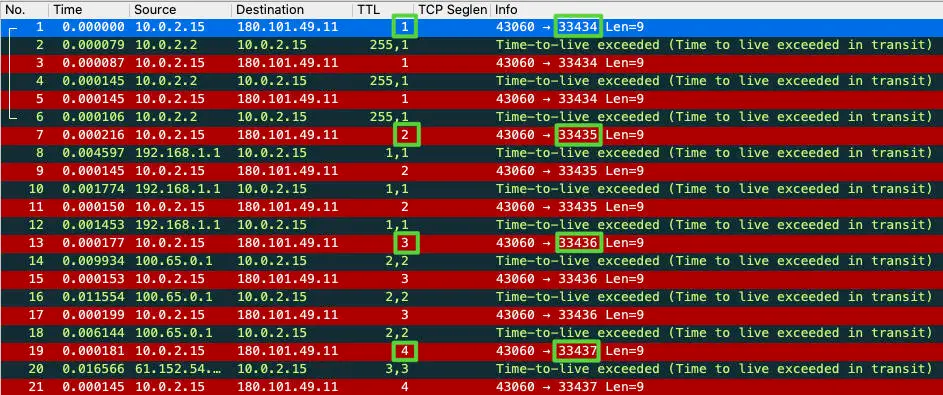 No. Time Source Destination TTL TCP Seglen Info
1 0.000000 10.0.2.15 180.101.49.11 1 43060 → 33434 Len=9
2 0.000079 10.0.2.2 10.0.2.15 255,1 Time-to-live exceeded (Time to live exceeded in transit)
3 0.000087 10.0.2.15 180.101.49.11 1 43060 → 33434 Len=9
4 0.000145 10.0.2.2 10.0.2.15 255,1 Time-to-live exceeded (Time to live exceeded in transit)
5 0.000145 10.0.2.15 180.101.49.11 1 43060 → 33434 Len=9
6 0.000106 10.0.2.2 10.0.2.15 255,1 Time-to-live exceeded (Time to live exceeded in transit)
7 0.000216 10.0.2.15 180.101.49.11 2 43060 → 33435 Len=9
8 0.004597 192.168.1.1 10.0.2.15 1,1 Time-to-live exceeded (Time to live exceeded in transit)
9 0.000145 10.0.2.15 180.101.49.11 2 43060 → 33435 Len=9
10 0.001774 192.168.1.1 10.0.2.15 1,1 Time-to-live exceeded (Time to live exceeded in transit)
11 0.000150 10.0.2.15 180.101.49.11 2 43060 → 33435 Len=9
12 0.001453 192.168.1.1 10.0.2.15 1,1 Time-to-live exceeded (Time to live exceeded in transit)
13 0.000177 10.0.2.15 180.101.49.11 3 43060 → 33436 Len=9
14 0.009934 100.65.0.1 10.0.2.15 2,2 Time-to-live exceeded (Time to live exceeded in transit)
15 0.000153 10.0.2.15 180.101.49.11 3 43060 → 33436 Len=9
16 0.011554 100.65.0.1 10.0.2.15 2,2 Time-to-live exceeded (Time to live exceeded in transit)
17 0.000199 10.0.2.15 180.101.49.11 3 43060 → 33436 Len=9
18 0.006144 100.65.0.1 10.0.2.15 2,2 Time-to-live exceeded (Time to live exceeded in transit)
19 0.000181 10.0.2.15 180.101.49.11 4 43060 → 33437 Len=9
20 0.016566 61.152.54.… 10.0.2.15 3,3 Time-to-live exceeded (Time to live exceeded in transit)
21 0.000145 10.0.2.15 180.101.49.11 4 43060 → 33437 Len=9